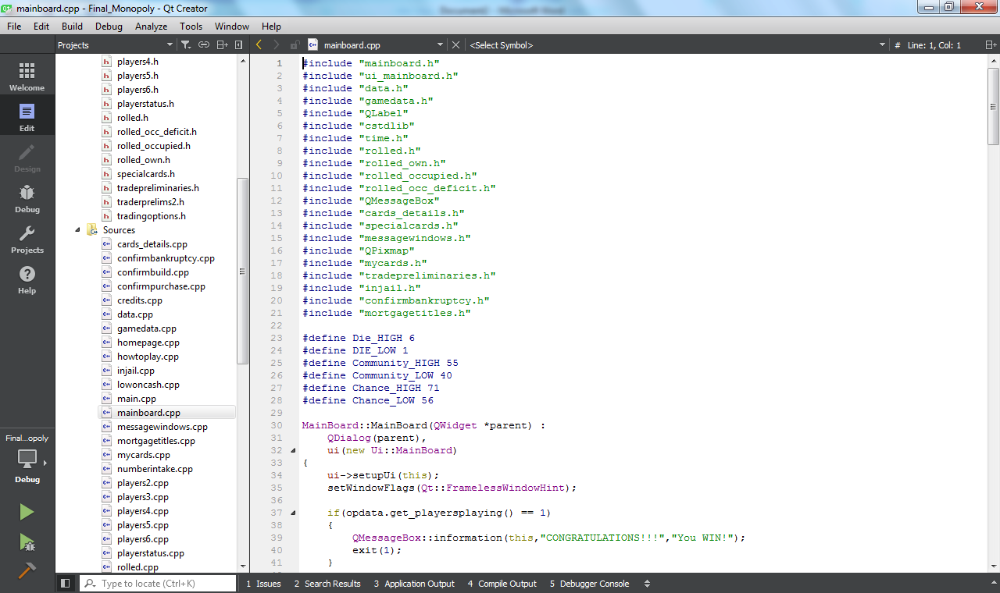 mainboard.cpp - Final_Monopoly - Qt Creator
File Edit Build Debug Analyze Tools Window Help
Projects
mainboard.cpp
<Select Symbol>
# Line: 1, Col: 1
Welcome
Edit
Design
Debug
Projects
Help
Final...opoly
Debug
players4.h
players5.h
players6.h
playerstatus.h
rolled.h
rolled_occ_deficit.h
rolled_occupied.h
rolled_own.h
specialcards.h
tradepreliminaries.h
traderprelims2.h
tradingoptions.h
Sources
cards_details.cpp
confirmbankruptcy.cpp
confirmbuild.cpp
confirmpurchase.cpp
credits.cpp
data.cpp
gamedata.cpp
homepage.cpp
howtoplay.cpp
injail.cpp
lowoncash.cpp
main.cpp
mainboard.cpp
messagewindows.cpp
mortgagetitles.cpp
mycards.cpp
numberintake.cpp
players2.cpp
players3.cpp
players4.cpp
players5.cpp
players6.cpp
playerstatus.cpp
rolled.cpp
1 #include "mainboard.h"
2 #include "ui_mainboard.h"
3 #include "data.h"
4 #include "gamedata.h"
5 #include "QLabel"
6 #include "cstdlib"
7 #include "time.h"
8 #include "rolled.h"
9 #include "rolled_own.h"
10 #include "rolled_occupied.h"
11 #include "rolled_occ_deficit.h"
12 #include "QMessageBox"
13 #include "cards_details.h"
14 #include "specialcards.h"
15 #include "messagewindows.h"
16 #include "QPixmap"
17 #include "mycards.h"
18 #include "tradepreliminaries.h"
19 #include "injail.h"
20 #include "confirmbankruptcy.h"
21 #include "mortgagetitles.h"
22
23 #define Die_HIGH 6
24 #define DIE_LOW 1
25 #define Community_HIGH 55
26 #define Community_LOW 40
27 #define Chance_HIGH 71
28 #define Chance_LOW 56
29
30 MainBoard::MainBoard(QWidget *parent) :
31 QDialog(parent),
32 ui(new Ui::MainBoard)
33 {
34 ui->setupUi(this);
35 setWindowFlags(Qt::FramelessWindowHint);
36
37 if(opdata.get_playersplaying() == 1)
38 {
39 QMessageBox::information(this,"CONGRATULATIONS!!!","You WIN!");
40 exit(1);
41 }
Type to locate (Ctrl+K)
1 Issues 2 Search Results 3 Application Output 4 Compile Output 5 Debugger Console